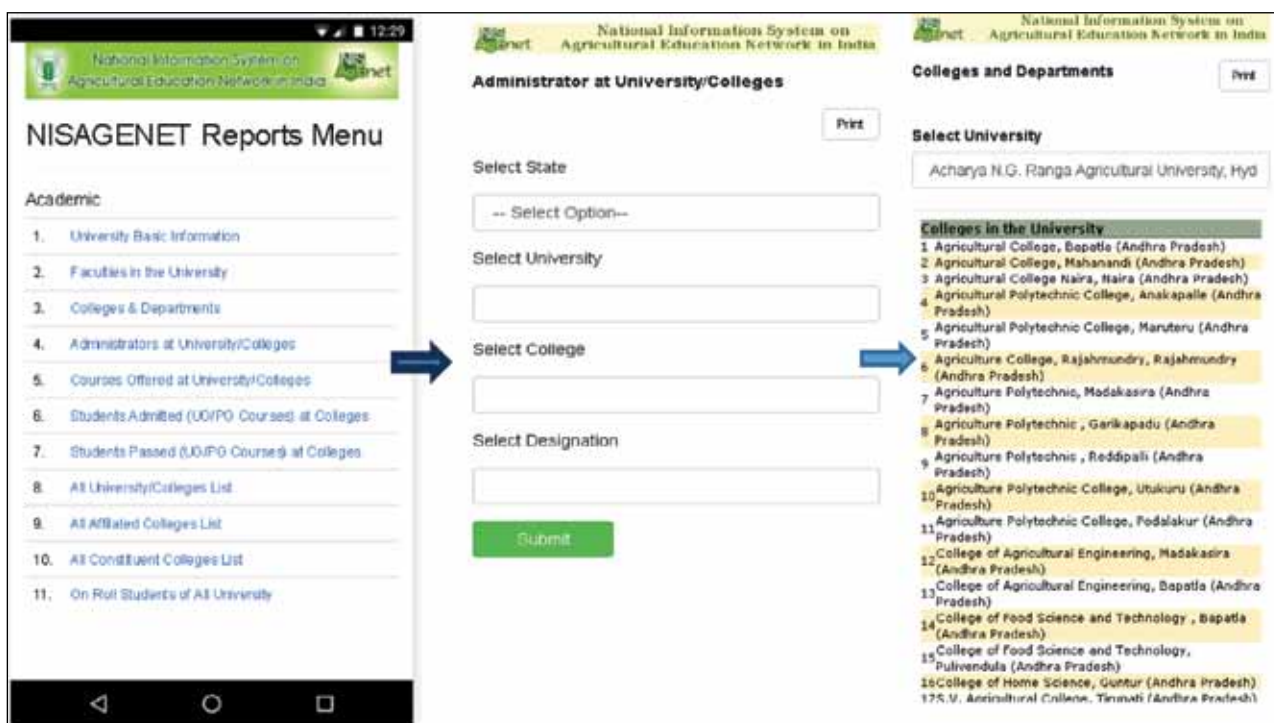 12:29
National Information System on
Agricultural Education Network in India
net
NISAGENET Reports Menu
Academic
1. University Basic Information
2. Faculties in the University
3. Colleges & Departments
4. Administrators at University/Colleges
5. Courses Offered at University/Colleges
6. Students Admitted (UG/PG Courses) at Colleges
7. Students Passed (UG/PG Courses) at Colleges
8. All University/Colleges List
9. All Affiliated Colleges List
10. All Constituent Colleges List
11. On Roll Students of All University
National Information System on
Agricultural Education Network in India
net
Administrator at University/Colleges
Print
Select State
-- Select Option--
Select University
Select College
Select Designation
Submit
National Information System on
Agricultural Education Network in India
net
Colleges and Departments
Print
Select University
Acharya N.G. Ranga Agricultural University, Hyd
Colleges in the University
1 Agricultural College, Bapatla (Andhra Pradesh)
2 Agricultural College, Mahanandi (Andhra Pradesh)
3 Agricultural College Naira, Naira (Andhra Pradesh)
4 Agricultural Polytechnic College, Anakapalle (Andhra
Pradesh)
5 Agricultural Polytechnic College, Maruteru (Andhra
Pradesh)
6 Agriculture College, Rajahmundry, Rajahmundry
(Andhra Pradesh)
7 Agriculture Polytechnic, Madakasira (Andhra
Pradesh)
8 Agriculture Polytechnic , Garikapadu (Andhra
Pradesh)
9 Agriculture Polytechnic , Reddipalli (Andhra
Pradesh)
10 Agriculture Polytechnic College, Utukuru (Andhra
Pradesh)
11 Agriculture Polytechnic College, Podalakur (Andhra
Pradesh)
12 College of Agricultural Engineering, Madakasira
(Andhra Pradesh)
13 College of Agricultural Engineering, Bapatla (Andhra
Pradesh)
14 College of Food Science and Technology , Bapatla
(Andhra Pradesh)
15 College of Food Science and Technology,
Pulivendula (Andhra Pradesh)
16 College of Home Science, Guntur (Andhra Pradesh)
17 S.V. Agricultural College, Tirupati (Andhra Pradesh)